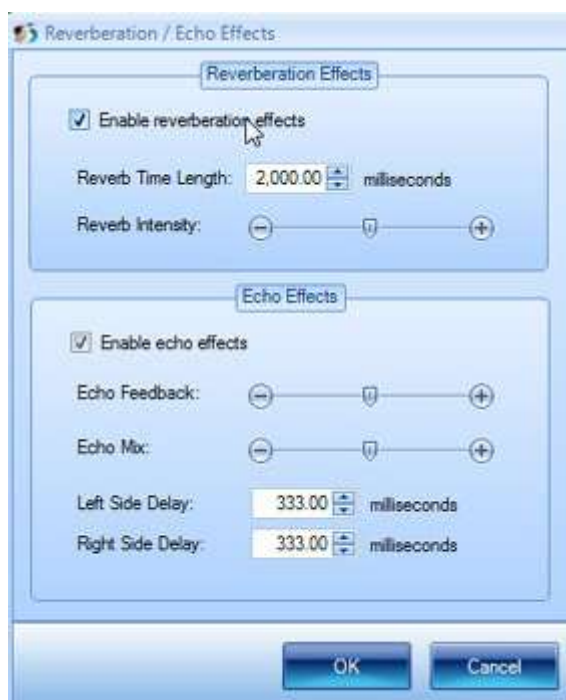 Reverberation / Echo Effects
Reverberation Effects
Enable reverberation effects
Reverb Time Length: 2,000.00 milliseconds
Reverb Intensity:
Echo Effects
Enable echo effects
Echo Feedback:
Echo Mix:
Left Side Delay: 333.00 milliseconds
Right Side Delay: 333.00 milliseconds
OK Cancel